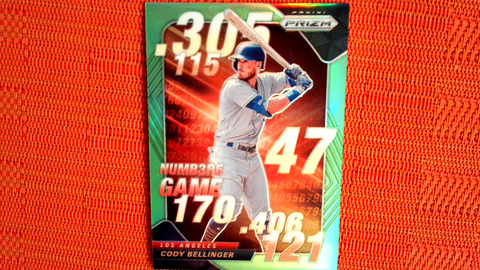 PANINI
PRIZM
.305
115
47
NUMB3RS
GAME
170
.406
121
LOS ANGELES
CODY BELLINGER